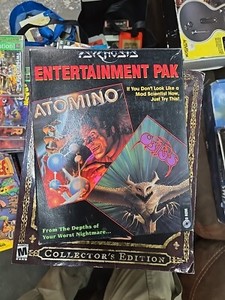 PSYGNOSIS
ENTERTAINMENT PAK
If You Don't Look Like a
Mad Scientist Now,
Just Try This!
ATOMINO
From The Depths of
Your Worst Nightmare...
M
COLLECTOR'S EDITION